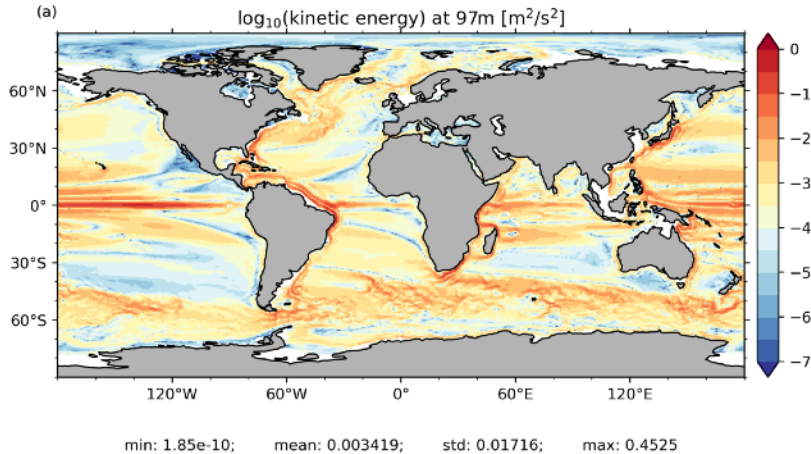 (a)
log₁₀(kinetic energy) at 97m [m²/s²]
0
60°N
−1
30°N
−2
0°
−3
−4
30°S
−5
60°S
−6
−7
120°W 60°W 0° 60°E 120°E
min: 1.85e-10; mean: 0.003419; std: 0.01716; max: 0.4525